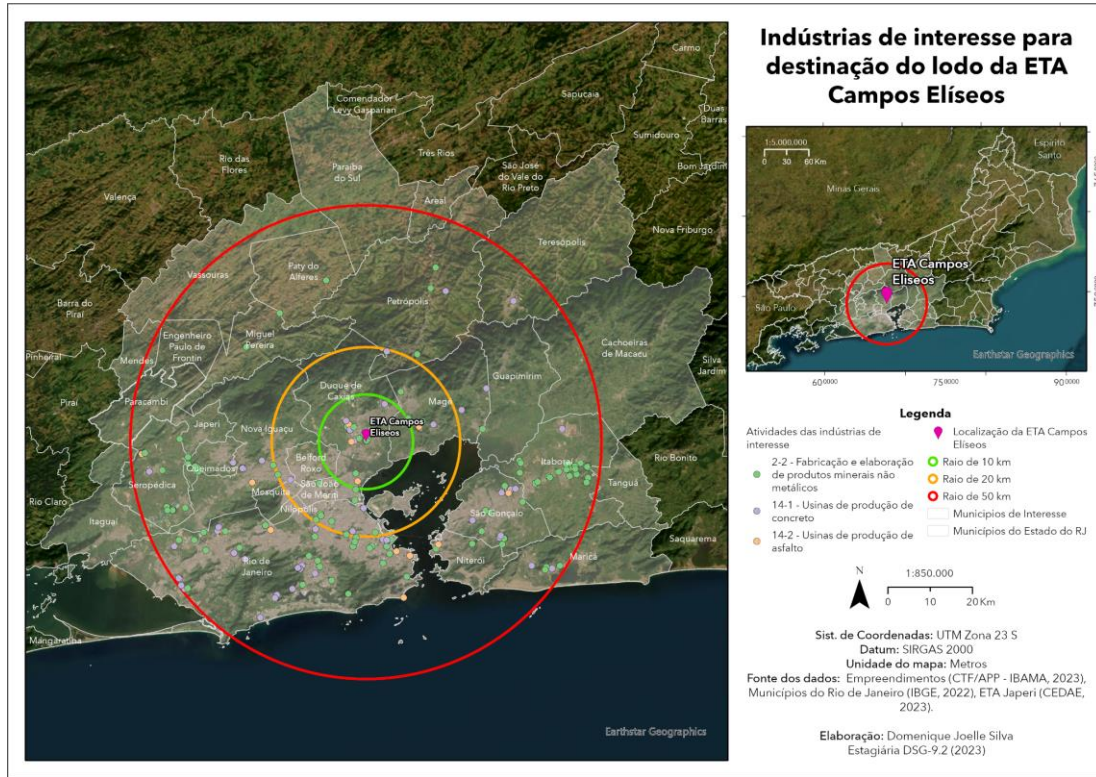 Indústrias de interesse para
destinação do lodo da ETA
Campos Elíseos
Carmo
Comendador
Levy Gasparian
Sapucaia
Duas
Barras
Rio das
Flores
Três Rios
Sumidouro
Paraíba
do Sul
São José
do Vale do
Rio Preto
Bom Jardim
Valença
Areal
Teresópolis
Nova Friburgo
Vassouras
Paty do
Alferes
Barra do
Piraí
Petrópolis
Engenheiro
Paulo de
Frontin
Miguel
Pereira
Cachoeiras
de Macacu
Pinheiral
Mendes
Silva
Jardim
Guapimirim
Piraí
Paracambi
Duque de
Caxias
Magé
Japeri
Nova Iguaçu
ETA Campos
Elíseos
Belford
Roxo
Itaboraí
Rio Bonito
Queimados
Seropédica
São João
de Meriti
Tanguá
Rio Claro
Mesquita
Nilópolis
São Gonçalo
Itaguaí
Saquarema
Rio de
Janeiro
Niterói
Maricá
Mangaratiba
Earthstar Geographics
1:5.000.000
0 30 60 Km
Espírito
Santo
Minas Gerais
ETA Campos
Elíseos
São Paulo
Earthstar Geographics
600000
750000
900000
Legenda
Atividades das indústrias de
interesse
2-2 - Fabricação e elaboração
de produtos minerais não
metálicos
14-1 - Usinas de produção de
concreto
14-2 - Usinas de produção de
asfalto
Localização da ETA Campos
Elíseos
Raio de 10 km
Raio de 20 km
Raio de 50 km
Municípios de Interesse
Municípios do Estado do RJ
N
1:850.000
0 10 20 Km
Sist. de Coordenadas: UTM Zona 23 S
Datum: SIRGAS 2000
Unidade do mapa: Metros
Fonte dos dados: Empreendimentos (CTF/APP - IBAMA, 2023),
Municípios do Rio de Janeiro (IBGE, 2022), ETA Japeri (CEDAE,
2023).
Elaboração: Domenique Joelle Silva
Estagiária DSG-9.2 (2023)